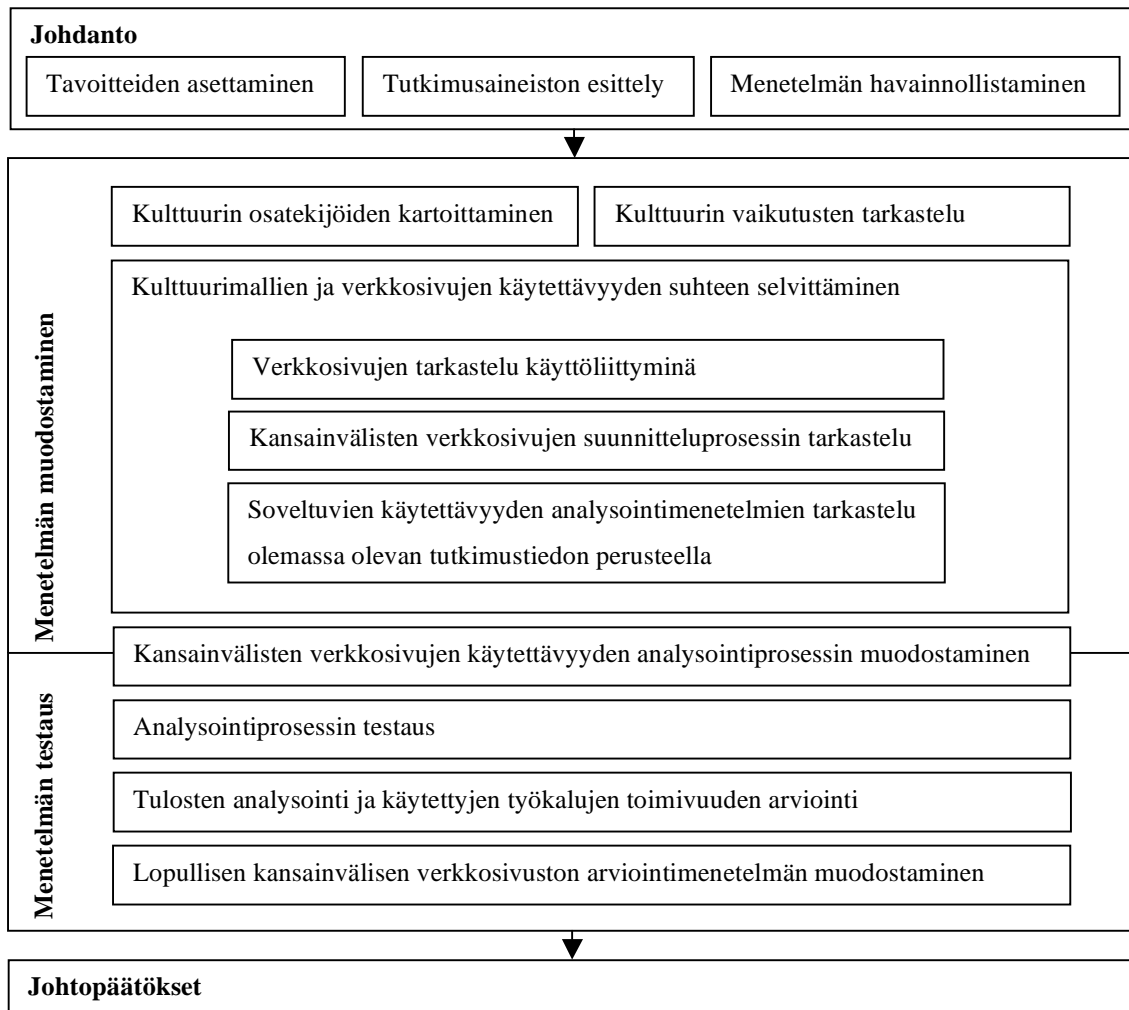 Johdanto
Tavoitteiden asettaminen
Tutkimusaineiston esittely
Menetelmän havainnollistaminen
Menetelmän muodostaminen
Kulttuurin osatekijöiden kartoittaminen
Kulttuurin vaikutusten tarkastelu
Kulttuurimallien ja verkkosivujen käytettävyyden suhteen selvittäminen
Verkkosivujen tarkastelu käyttöliittyminä
Kansainvälisten verkkosivujen suunnitteluprosessin tarkastelu
Soveltuvien käytettävyyden analysointimenetelmien tarkastelu
olemassa olevan tutkimustiedon perusteella
Kansainvälisten verkkosivujen käytettävyyden analysointiprosessin muodostaminen
Menetelmän testaus
Analysointiprosessin testaus
Tulosten analysointi ja käytettyjen työkalujen toimivuuden arviointi
Lopullisen kansainvälisen verkkosivuston arviointimenetelmän muodostaminen
Johtopäätökset